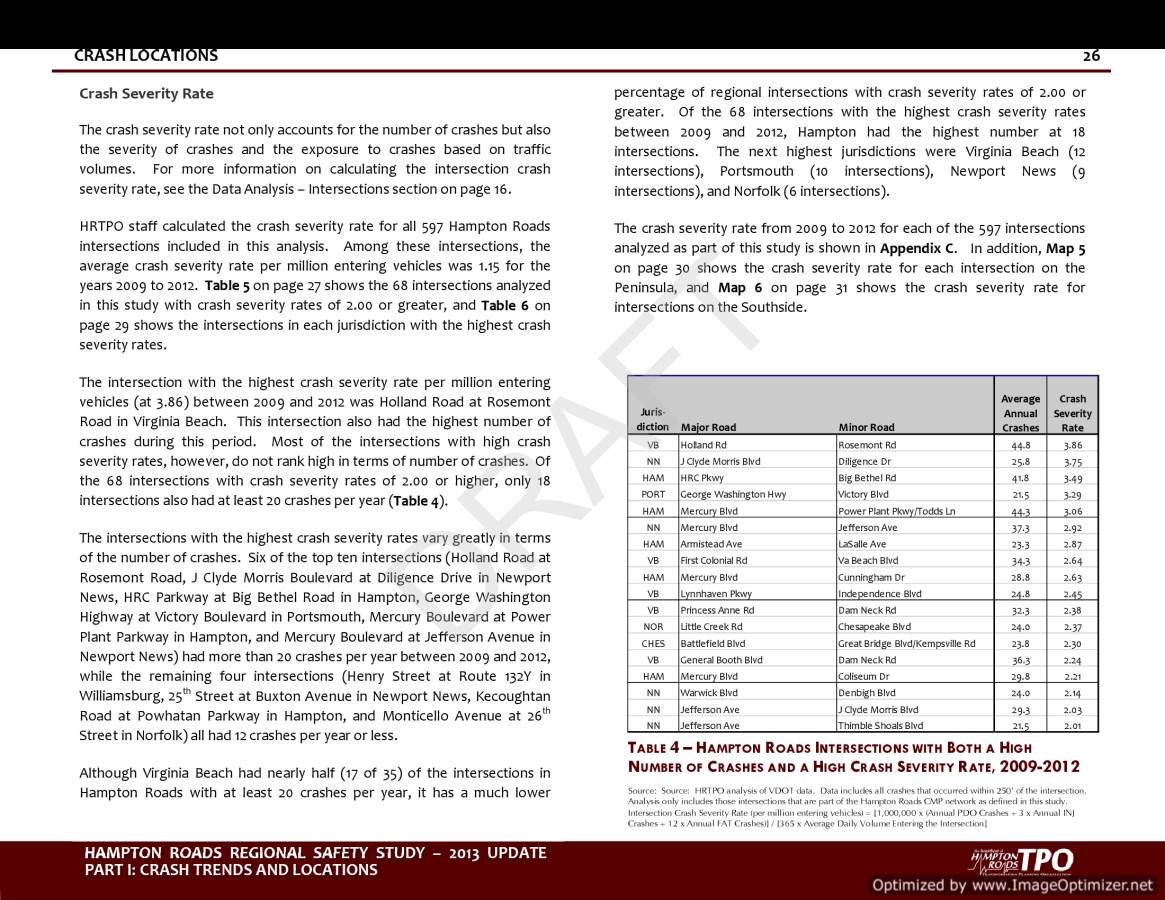 CRASH LOCATIONS 26
Crash Severity Rate
The crash severity rate not only accounts for the number of crashes but also
the severity of crashes and the exposure to crashes based on traffic
volumes. For more information on calculating the intersection crash
severity rate, see the Data Analysis – Intersections section on page 16.
HRTPO staff calculated the crash severity rate for all 597 Hampton Roads
intersections included in this analysis. Among these intersections, the
average crash severity rate per million entering vehicles was 1.15 for the
years 2009 to 2012. Table 5 on page 27 shows the 68 intersections analyzed
in this study with crash severity rates of 2.00 or greater, and Table 6 on
page 29 shows the intersections in each jurisdiction with the highest crash
severity rates.
The intersection with the highest crash severity rate per million entering
vehicles (at 3.86) between 2009 and 2012 was Holland Road at Rosemont
Road in Virginia Beach. This intersection also had the highest number of
crashes during this period. Most of the intersections with high crash
severity rates, however, do not rank high in terms of number of crashes. Of
the 68 intersections with crash severity rates of 2.00 or higher, only 18
intersections also had at least 20 crashes per year (Table 4).
The intersections with the highest crash severity rates vary greatly in terms
of the number of crashes. Six of the top ten intersections (Holland Road at
Rosemont Road, J Clyde Morris Boulevard at Diligence Drive in Newport
News, HRC Parkway at Big Bethel Road in Hampton, George Washington
Highway at Victory Boulevard in Portsmouth, Mercury Boulevard at Power
Plant Parkway in Hampton, and Mercury Boulevard at Jefferson Avenue in
Newport News) had more than 20 crashes per year between 2009 and 2012,
while the remaining four intersections (Henry Street at Route 132Y in
Williamsburg, 25th Street at Buxton Avenue in Newport News, Kecoughtan
Road at Powhatan Parkway in Hampton, and Monticello Avenue at 26th
Street in Norfolk) all had 12 crashes per year or less.
Although Virginia Beach had nearly half (17 of 35) of the intersections in
Hampton Roads with at least 20 crashes per year, it has a much lower
percentage of regional intersections with crash severity rates of 2.00 or
greater. Of the 68 intersections with the highest crash severity rates
between 2009 and 2012, Hampton had the highest number at 18
intersections. The next highest jurisdictions were Virginia Beach (12
intersections), Portsmouth (10 intersections), Newport News (9
intersections), and Norfolk (6 intersections).
The crash severity rate from 2009 to 2012 for each of the 597 intersections
analyzed as part of this study is shown in Appendix C. In addition, Map 5
on page 30 shows the crash severity rate for each intersection on the
Peninsula, and Map 6 on page 31 shows the crash severity rate for
intersections on the Southside.
DRAFT
Average Crash
Juris- Annual Severity
diction Major Road Minor Road Crashes Rate
VB Holland Rd Rosemont Rd 44.8 3.86
NN J Clyde Morris Blvd Diligence Dr 25.8 3.75
HAM HRC Pkwy Big Bethel Rd 41.8 3.49
PORT George Washington Hwy Victory Blvd 21.5 3.29
HAM Mercury Blvd Power Plant Pkwy/Todds Ln 44.3 3.06
NN Mercury Blvd Jefferson Ave 37.3 2.92
HAM Armistead Ave LaSalle Ave 23.3 2.87
VB First Colonial Rd Va Beach Blvd 34.3 2.64
HAM Mercury Blvd Cunningham Dr 28.8 2.63
VB Lynnhaven Pkwy Independence Blvd 24.8 2.45
VB Princess Anne Rd Dam Neck Rd 32.3 2.38
NOR Little Creek Rd Chesapeake Blvd 24.0 2.37
CHES Battlefield Blvd Great Bridge Blvd/Kempsville Rd 23.8 2.30
VB General Booth Blvd Dam Neck Rd 36.3 2.24
HAM Mercury Blvd Coliseum Dr 29.8 2.21
NN Warwick Blvd Denbigh Blvd 24.0 2.14
NN Jefferson Ave J Clyde Morris Blvd 29.3 2.03
NN Jefferson Ave Thimble Shoals Blvd 21.5 2.01
TABLE 4 – HAMPTON ROADS INTERSECTIONS WITH BOTH A HIGH
NUMBER OF CRASHES AND A HIGH CRASH SEVERITY RATE, 2009-2012
Source: Source: HRTPO analysis of VDOT data. Data includes all crashes that occurred within 250' of the intersection.
Analysis only includes those intersections that are part of the Hampton Roads CMP network as defined in this study.
Intersection Crash Severity Rate (per million entering vehicles) = [1,000,000 x (Annual PDO Crashes + 3 x Annual INJ
Crashes + 12 x Annual FAT Crashes)] / [365 x Average Daily Volume Entering the Intersection]
HAMPTON ROADS REGIONAL SAFETY STUDY – 2013 UPDATE
PART I: CRASH TRENDS AND LOCATIONS
HAMPTON ROADS TPO
Optimized by www.ImageOptimizer.net